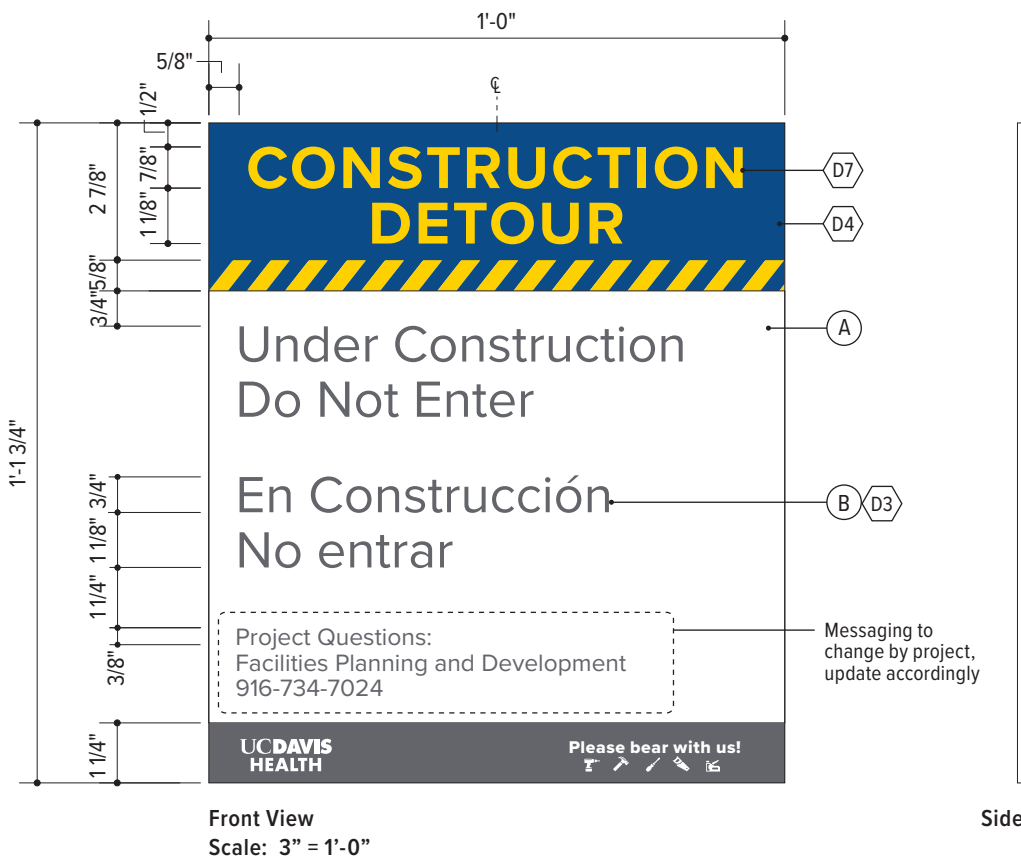 1'-0"
5/8"
℄
1/2"
7/8"
1 1/8"
2 7/8"
5/8"
3/4"
1'-1 3/4"
CONSTRUCTION
DETOUR
D7
D4
A
Under Construction
Do Not Enter
En Construcción
No entrar
B D3
3/4"
1 1/8"
1 1/4"
3/8"
1 1/4"
Project Questions:
Facilities Planning and Development
916-734-7024
Messaging to
change by project,
update accordingly
UCDAVIS
HEALTH
Please bear with us!
Front View
Scale: 3” = 1’-0”
Side